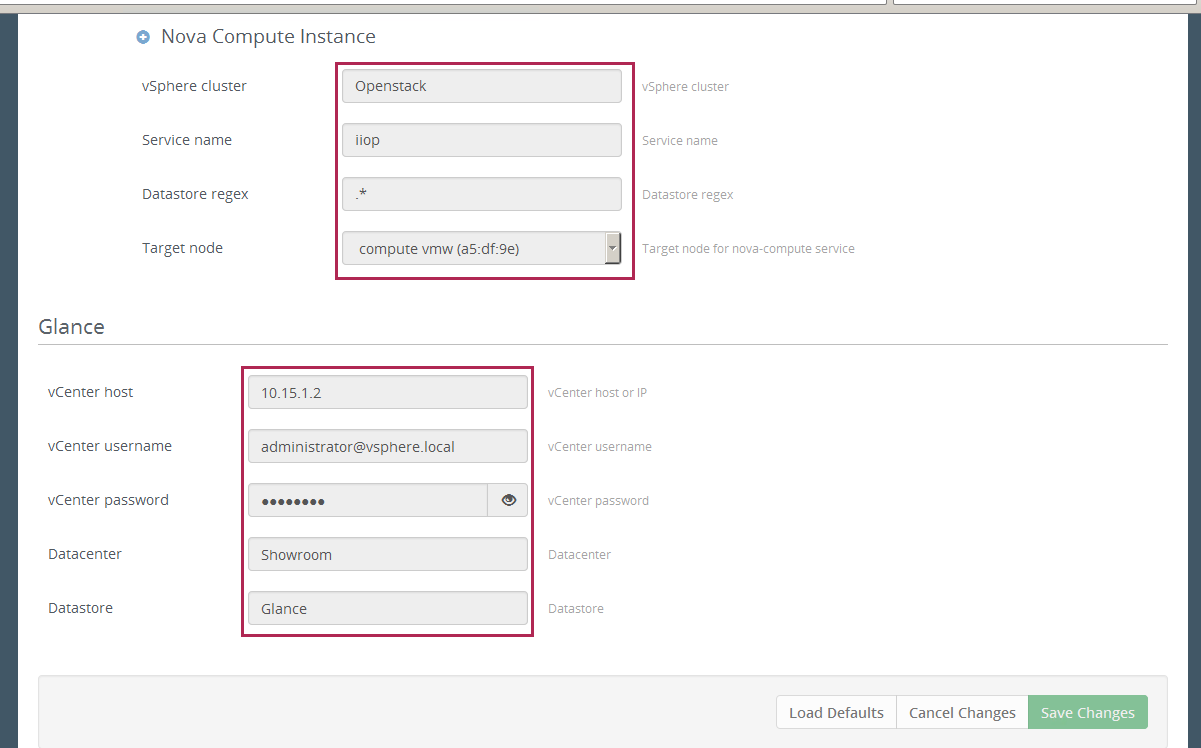 Nova Compute Instance
vSphere cluster Openstack vSphere cluster
Service name iiop Service name
Datastore regex .* Datastore regex
Target node compute vmw (a5:df:9e) Target node for nova-compute service
Glance
vCenter host 10.15.1.2 vCenter host or IP
vCenter username administrator@vsphere.local vCenter username
vCenter password ●●●●●●●● vCenter password
Datacenter Showroom Datacenter
Datastore Glance Datastore
Load Defaults Cancel Changes Save Changes